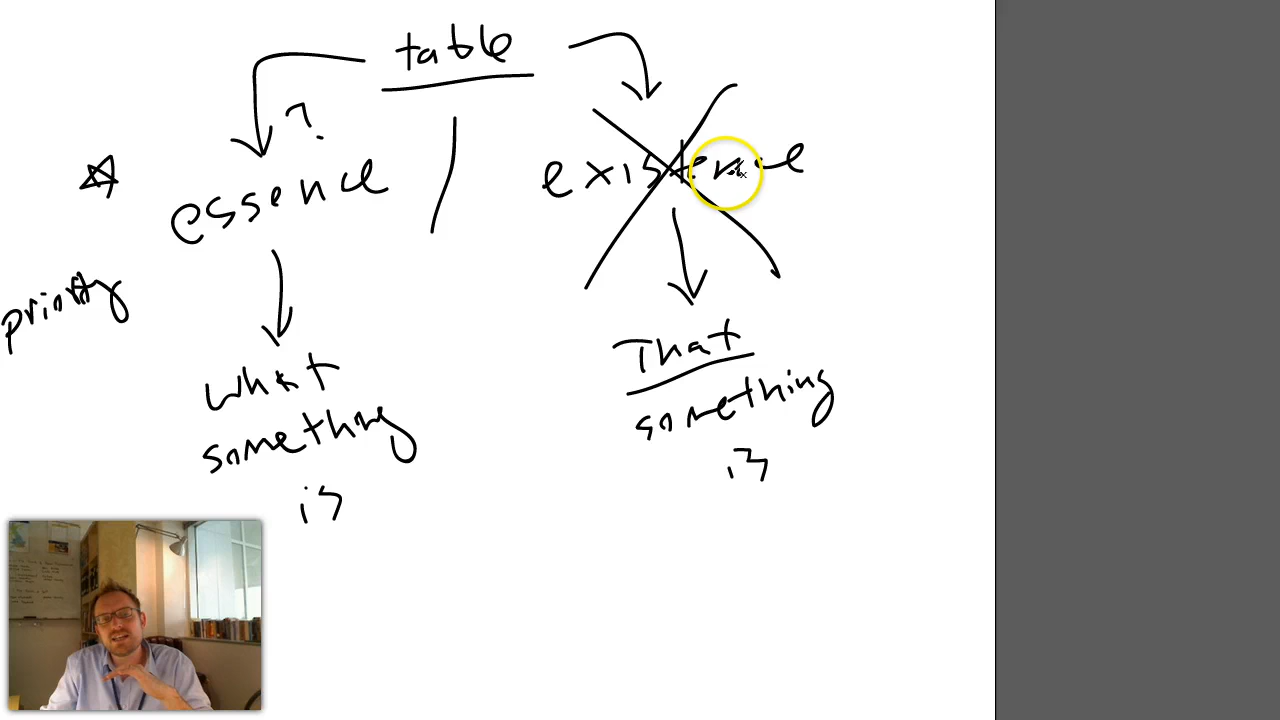 table
?
essence
existence
priority
what
something
is
That
something
is